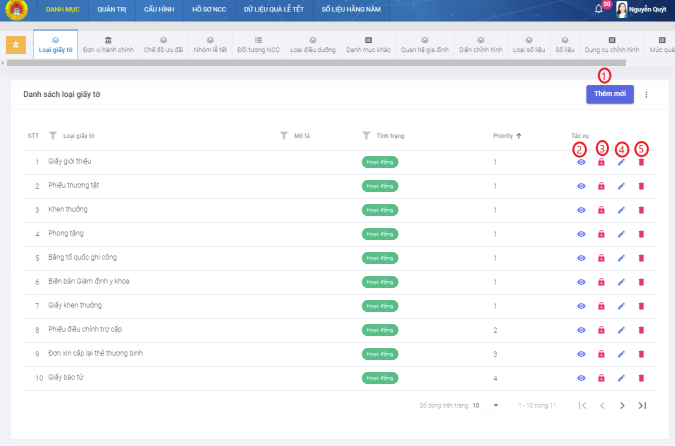 DANH MỤC QUẢN TRỊ CẤU HÌNH HỒ SƠ NCC DỮ LIỆU QUÀ LỄ TẾT SỐ LIỆU HẰNG NĂM 30 Nguyễn Quýt
Loại giấy tờ Đơn vị hành chính Chế độ ưu đãi Nhóm lễ tết Đối tượng NCC Loại điều dưỡng Danh mục khác Quan hệ gia đình Diện chính hình Loại số liệu Số liệu Dụng cụ chỉnh hình Mức quà
1
Danh sách loại giấy tờ Thêm mới
STT Loại giấy tờ Mô tả Tình trạng Priority Tác vụ
2 3 4 5
1 Giấy giới thiệu Hoạt động 1
2 Phiếu thương tật Hoạt động 1
3 Khen thưởng Hoạt động 1
4 Phong tặng Hoạt động 1
5 Bằng tổ quốc ghi công Hoạt động 1
6 Biên bản Giám định y khoa Hoạt động 1
7 Giấy khen thưởng Hoạt động 1
8 Phiếu điều chỉnh trợ cấp Hoạt động 2
9 Đơn xin cấp lại thẻ thương binh Hoạt động 3
10 Giấy báo tử Hoạt động 4
Số dòng trên trang 10 1 - 10 trong 11